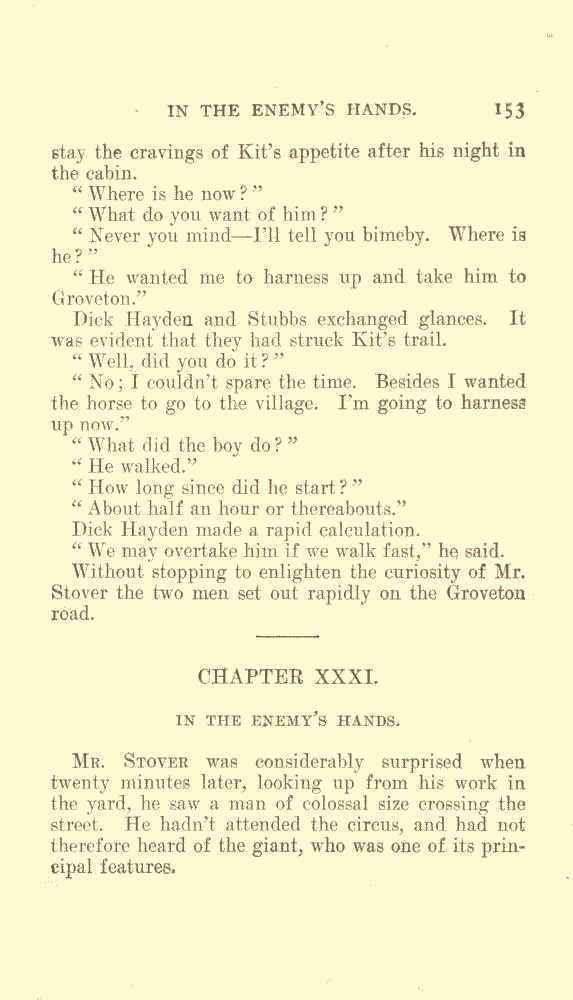 IN THE ENEMY'S HANDS. 153
stay the cravings of Kit's appetite after his night in
the cabin.
"Where is he now?"
"What do you want of him?"
"Never you mind—I'll tell you bimeby. Where is
he?"
"He wanted me to harness up and take him to
Groveton."
Dick Hayden and Stubbs exchanged glances. It
was evident that they had struck Kit's trail.
"Well, did you do it?"
"No; I couldn't spare the time. Besides I wanted
the horse to go to the village. I'm going to harness
up now."
"What did the boy do?"
"He walked."
"How long since did he start?"
"About half an hour or thereabouts."
Dick Hayden made a rapid calculation.
"We may overtake him if we walk fast," he said.
Without stopping to enlighten the curiosity of Mr.
Stover the two men set out rapidly on the Groveton
road.
CHAPTER XXXI.
IN THE ENEMY'S HANDS.
MR. STOVER was considerably surprised when
twenty minutes later, looking up from his work in
the yard, he saw a man of colossal size crossing the
street. He hadn't attended the circus, and had not
therefore heard of the giant, who was one of its prin-
cipal features.